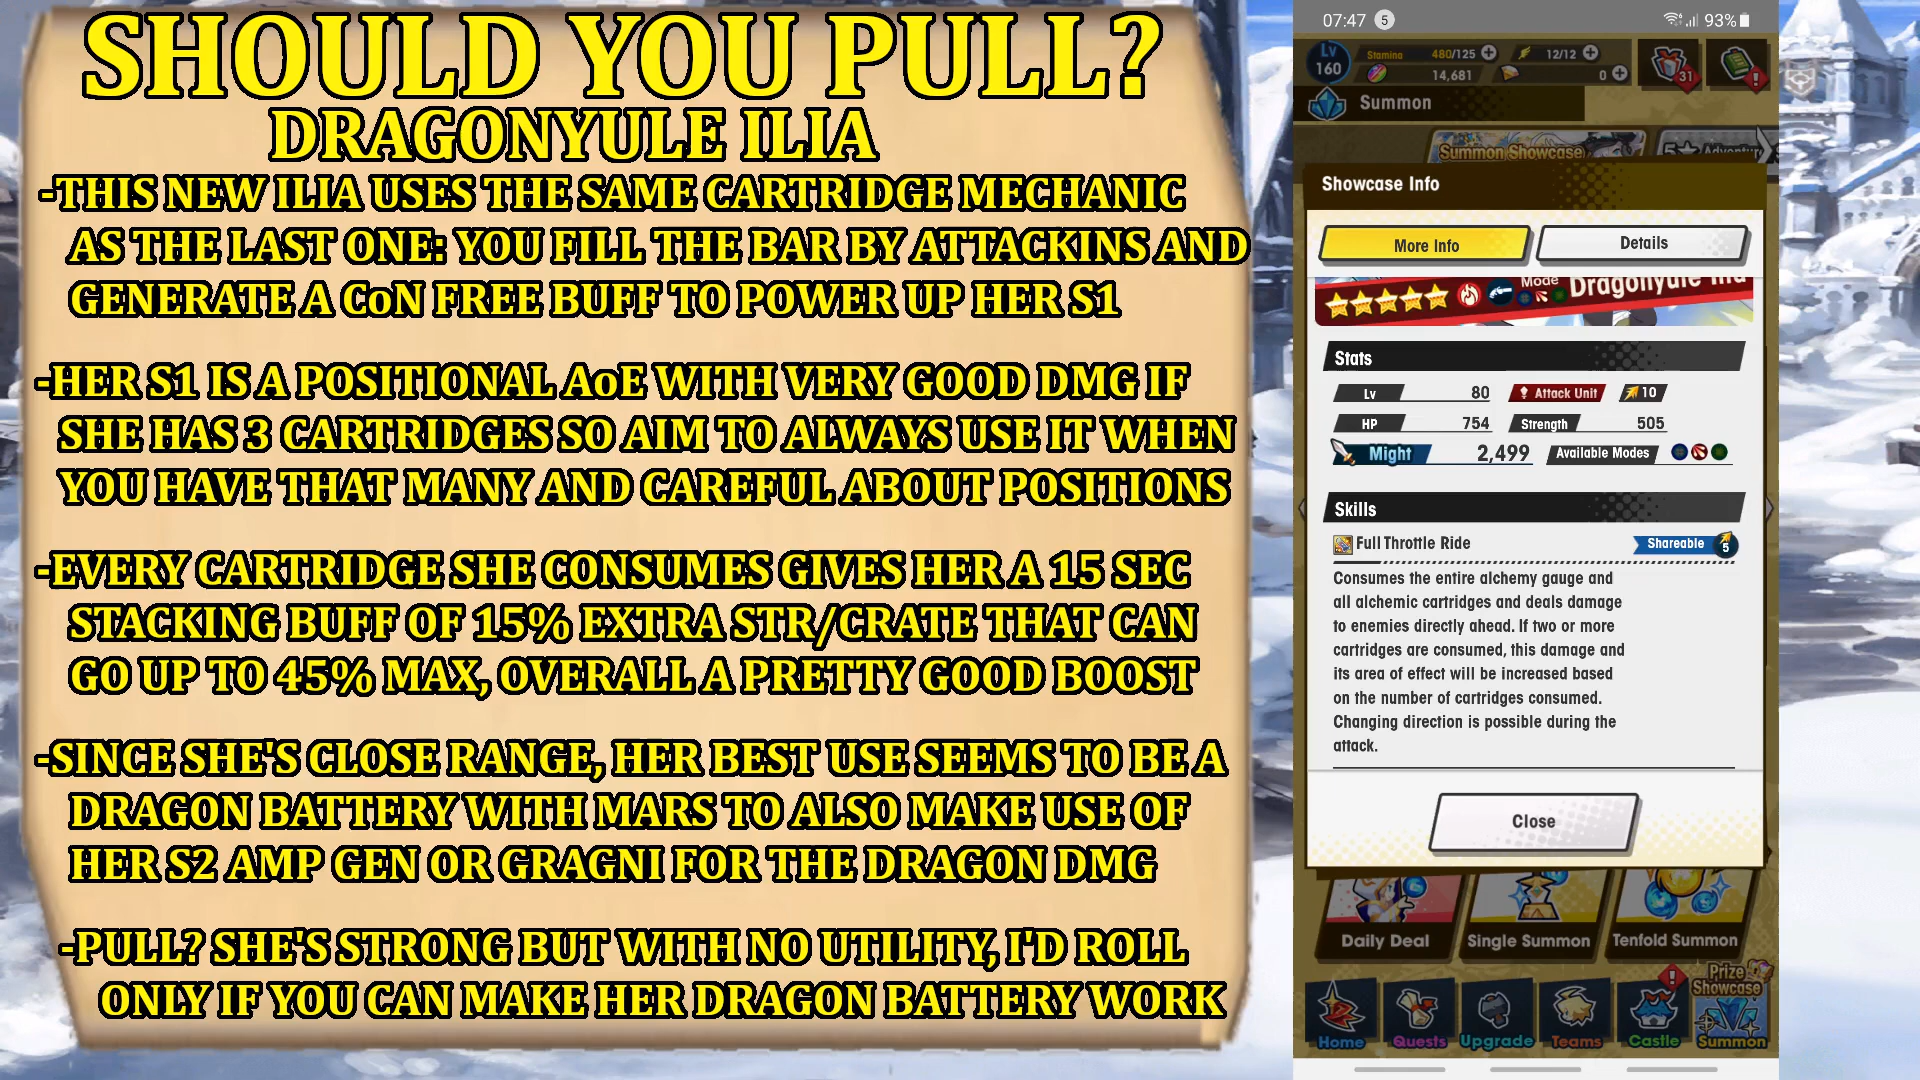 SHOULD YOU PULL?
DRAGONYULE ILIA
-THIS NEW ILIA USES THE SAME CARTRIDGE MECHANIC
AS THE LAST ONE: YOU FILL THE BAR BY ATTACKINS AND
GENERATE A CoN FREE BUFF TO POWER UP HER S1
-HER S1 IS A POSITIONAL AoE WITH VERY GOOD DMG IF
SHE HAS 3 CARTRIDGES SO AIM TO ALWAYS USE IT WHEN
YOU HAVE THAT MANY AND CAREFUL ABOUT POSITIONS
-EVERY CARTRIDGE SHE CONSUMES GIVES HER A 15 SEC
STACKING BUFF OF 15% EXTRA STR/CRATE THAT CAN
GO UP TO 45% MAX, OVERALL A PRETTY GOOD BOOST
-SINCE SHE'S CLOSE RANGE, HER BEST USE SEEMS TO BE A
DRAGON BATTERY WITH MARS TO ALSO MAKE USE OF
HER S2 AMP GEN OR GRAGNI FOR THE DRAGON DMG
-PULL? SHE'S STRONG BUT WITH NO UTILITY, I'D ROLL
ONLY IF YOU CAN MAKE HER DRAGON BATTERY WORK
07:47 5 93%
Lv 160
Stamina 480/125 12/12
14,681 0
31
Summon
Summon Showcase 5★ Adventur
Showcase Info
More Info Details
Mode Dragonyule Ilia
Stats
Lv 80 Attack Unit 10
HP 754 Strength 505
Might 2,499 Available Modes
Skills
Full Throttle Ride Shareable 5
Consumes the entire alchemy gauge and
all alchemic cartridges and deals damage
to enemies directly ahead. If two or more
cartridges are consumed, this damage and
its area of effect will be increased based
on the number of cartridges consumed.
Changing direction is possible during the
attack.
Close
Daily Deal Single Summon Tenfold Summon
Prize Showcase
Home Quests Upgrade Teams Castle Summon